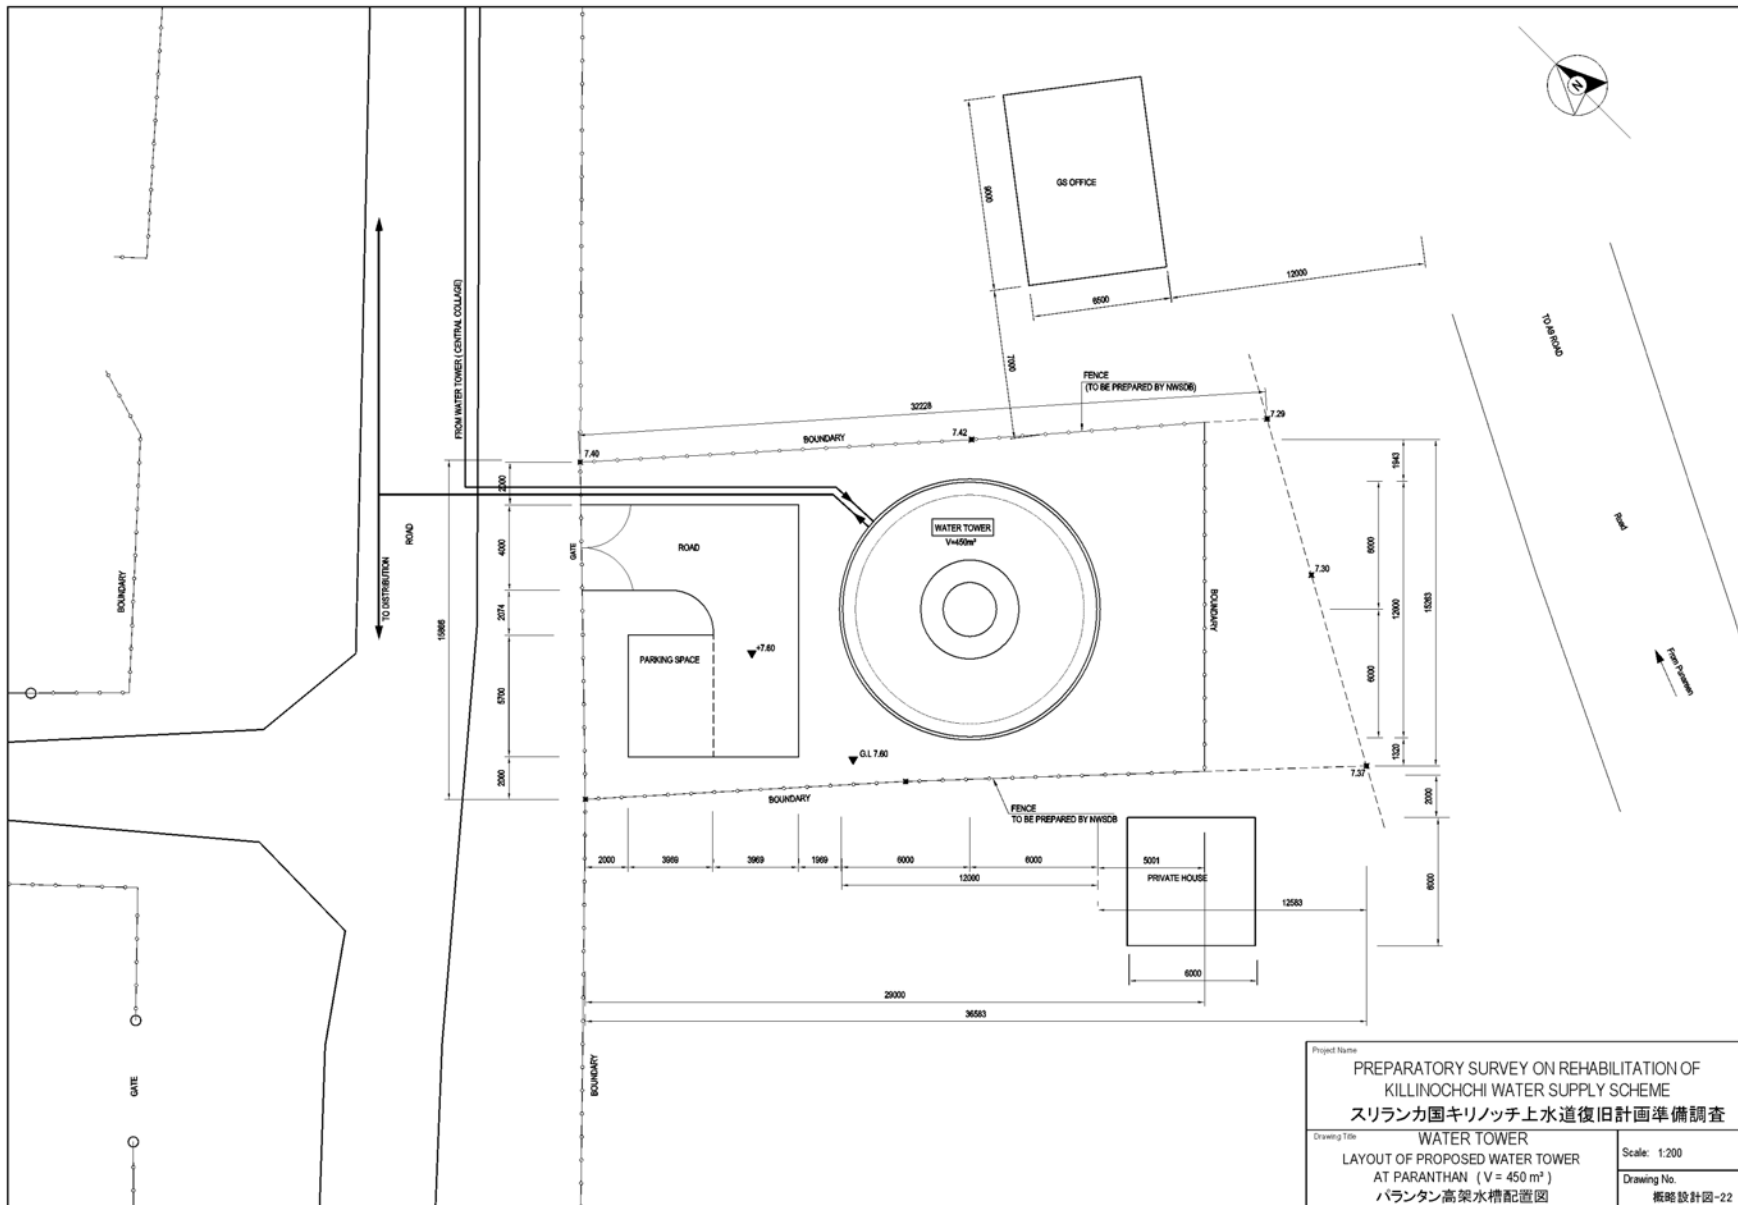 N
GS OFFICE
9000
6500
12000
7000
TO A9 ROAD
Road
From Punareen
FROM WATER TOWER ( CENTRAL COLLAGE)
FENCE
(TO BE PREPARED BY NWSDB)
32228
7.29
BOUNDARY
7.42
7.40
2200
4000
2074
5700
2000
15866
GATE
ROAD
PARKING SPACE
+7.60
WATER TOWER
V=450m³
G.L 7.60
BOUNDARY
7.30
7.37
1943
6000
6000
12000
1320
15263
2000
6000
BOUNDARY
FENCE
TO BE PREPARED BY NWSDB
2000
3969
3969
1969
6000
6000
5001
12000
PRIVATE HOUSE
12583
6000
29000
36583
ROAD
TO DISTRIBUTION
BOUNDARY
BOUNDARY
GATE
Project Name
PREPARATORY SURVEY ON REHABILITATION OF
KILLINOCHCHI WATER SUPPLY SCHEME
スリランカ国キリノッチ上水道復旧計画準備調査
Drawing Title
WATER TOWER
LAYOUT OF PROPOSED WATER TOWER
AT PARANTHAN ( V = 450 m³ )
パランタン高架水槽配置図
Scale: 1:200
Drawing No.
概略設計図-22